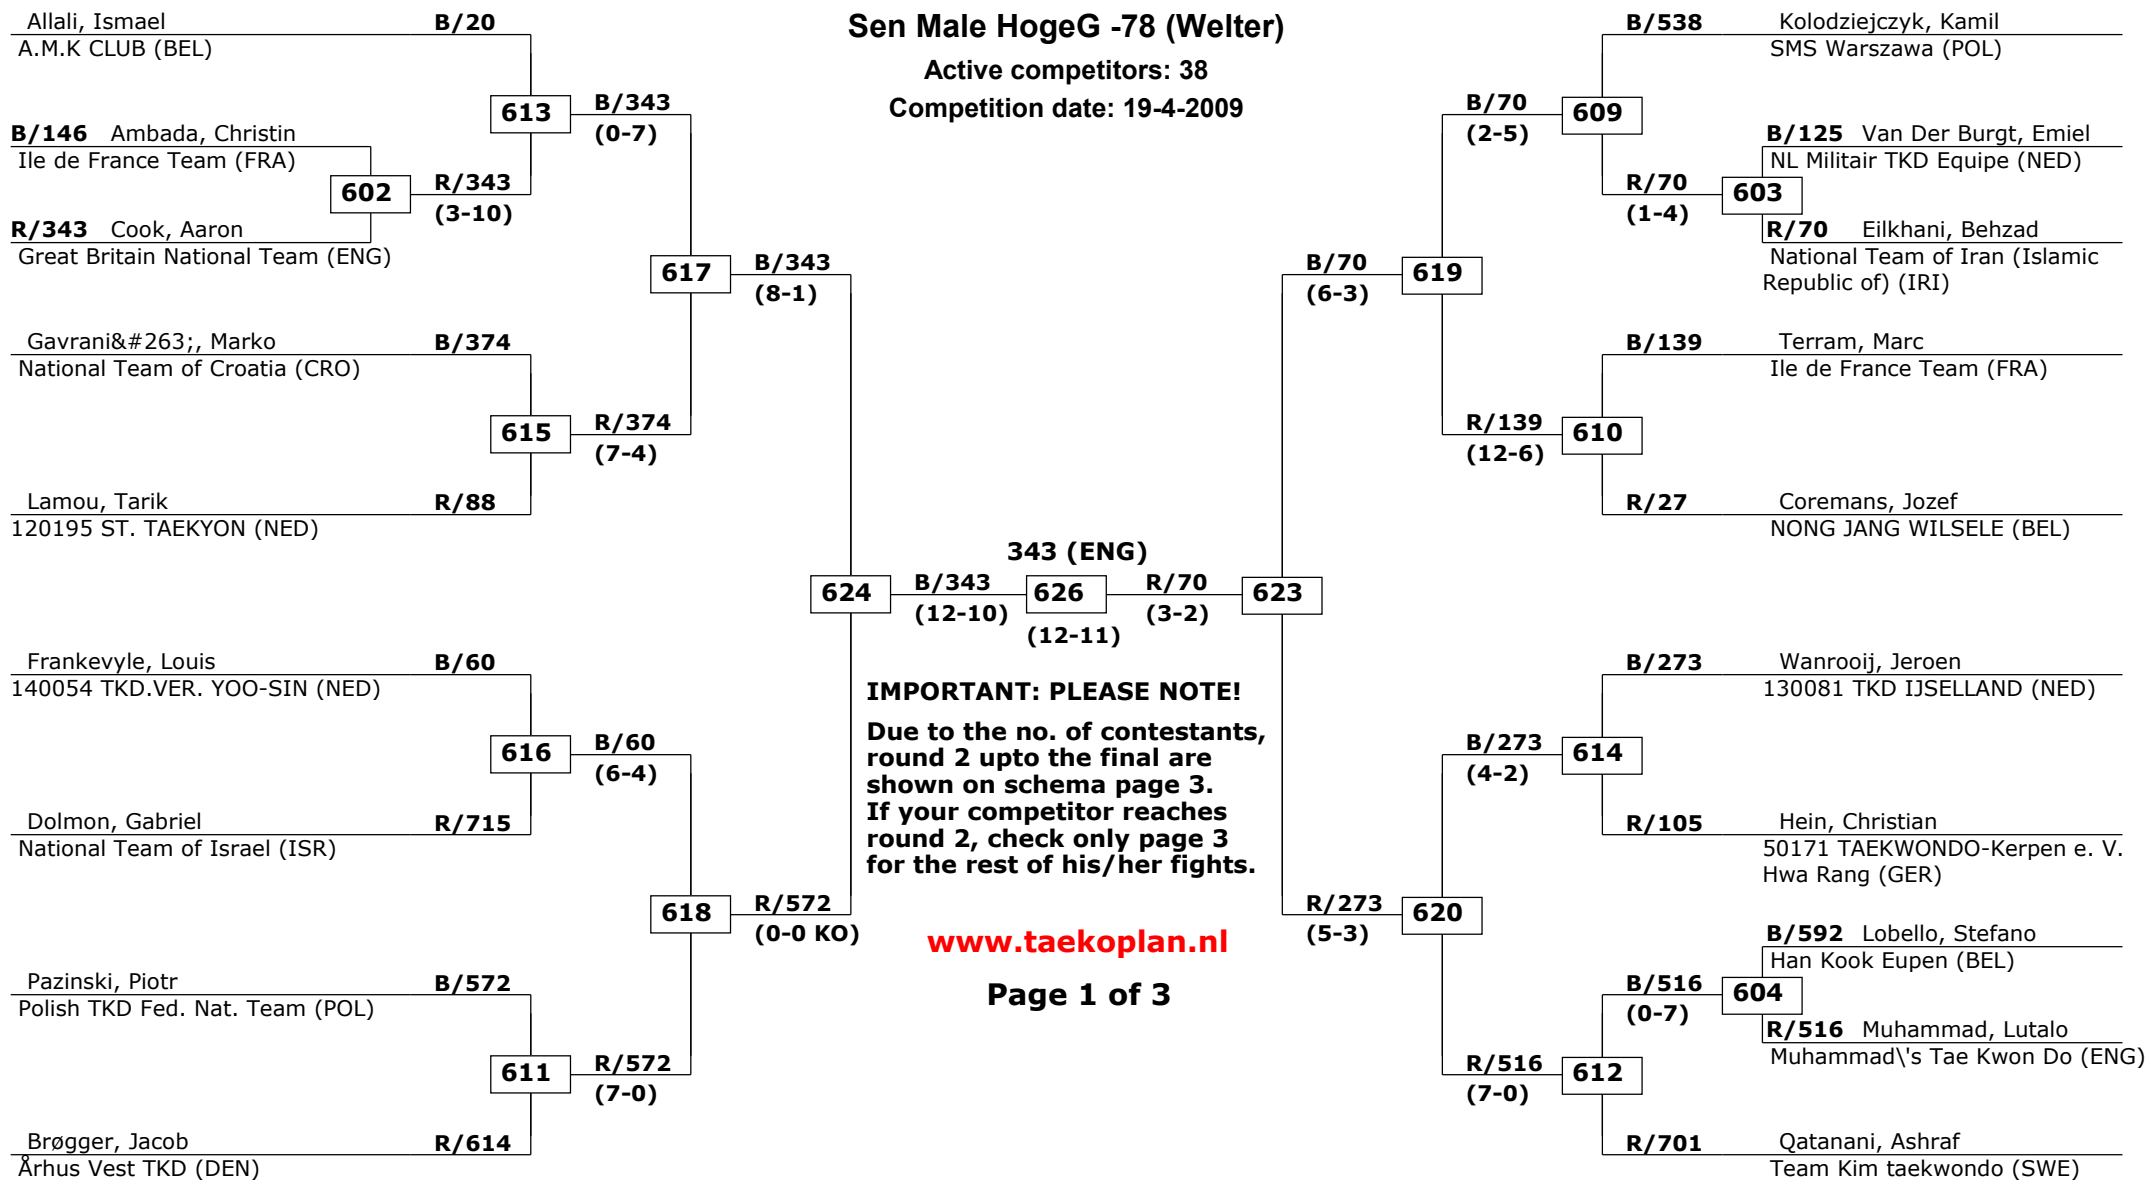 Sen Male HogeG -78 (Welter)
Active competitors: 38
Competition date: 19-4-2009
Allali, Ismael B/20
A.M.K CLUB (BEL)
613 B/343
(0-7)
B/146 Ambada, Christin
Ile de France Team (FRA)
602 R/343
(3-10)
R/343 Cook, Aaron
Great Britain National Team (ENG)
617 B/343
(8-1)
Gavrani&#263;, Marko B/374
National Team of Croatia (CRO)
615 R/374
(7-4)
Lamou, Tarik R/88
120195 ST. TAEKYON (NED)
624 B/343
(12-10)
343 (ENG)
626
(12-11)
R/70 623
(3-2)
Frankevyle, Louis B/60
140054 TKD.VER. YOO-SIN (NED)
616 B/60
(6-4)
Dolmon, Gabriel R/715
National Team of Israel (ISR)
618 R/572
(0-0 KO)
Pazinski, Piotr B/572
Polish TKD Fed. Nat. Team (POL)
611 R/572
(7-0)
Brøgger, Jacob R/614
Århus Vest TKD (DEN)
IMPORTANT: PLEASE NOTE!
Due to the no. of contestants,
round 2 upto the final are
shown on schema page 3.
If your competitor reaches
round 2, check only page 3
for the rest of his/her fights.
www.taekoplan.nl
Page 1 of 3
B/538 Kolodziejczyk, Kamil
SMS Warszawa (POL)
B/70 609
(2-5)
B/125 Van Der Burgt, Emiel
NL Militair TKD Equipe (NED)
R/70 603
(1-4)
R/70 Eilkhani, Behzad
National Team of Iran (Islamic
Republic of) (IRI)
B/70 619
(6-3)
B/139 Terram, Marc
Ile de France Team (FRA)
R/139 610
(12-6)
R/27 Coremans, Jozef
NONG JANG WILSELE (BEL)
B/273 Wanrooij, Jeroen
130081 TKD IJSELLAND (NED)
B/273 614
(4-2)
R/105 Hein, Christian
50171 TAEKWONDO-Kerpen e. V.
Hwa Rang (GER)
R/273 620
(5-3)
B/592 Lobello, Stefano
Han Kook Eupen (BEL)
B/516 604
(0-7)
R/516 Muhammad, Lutalo
Muhammad\'s Tae Kwon Do (ENG)
R/516 612
(7-0)
R/701 Qatanani, Ashraf
Team Kim taekwondo (SWE)